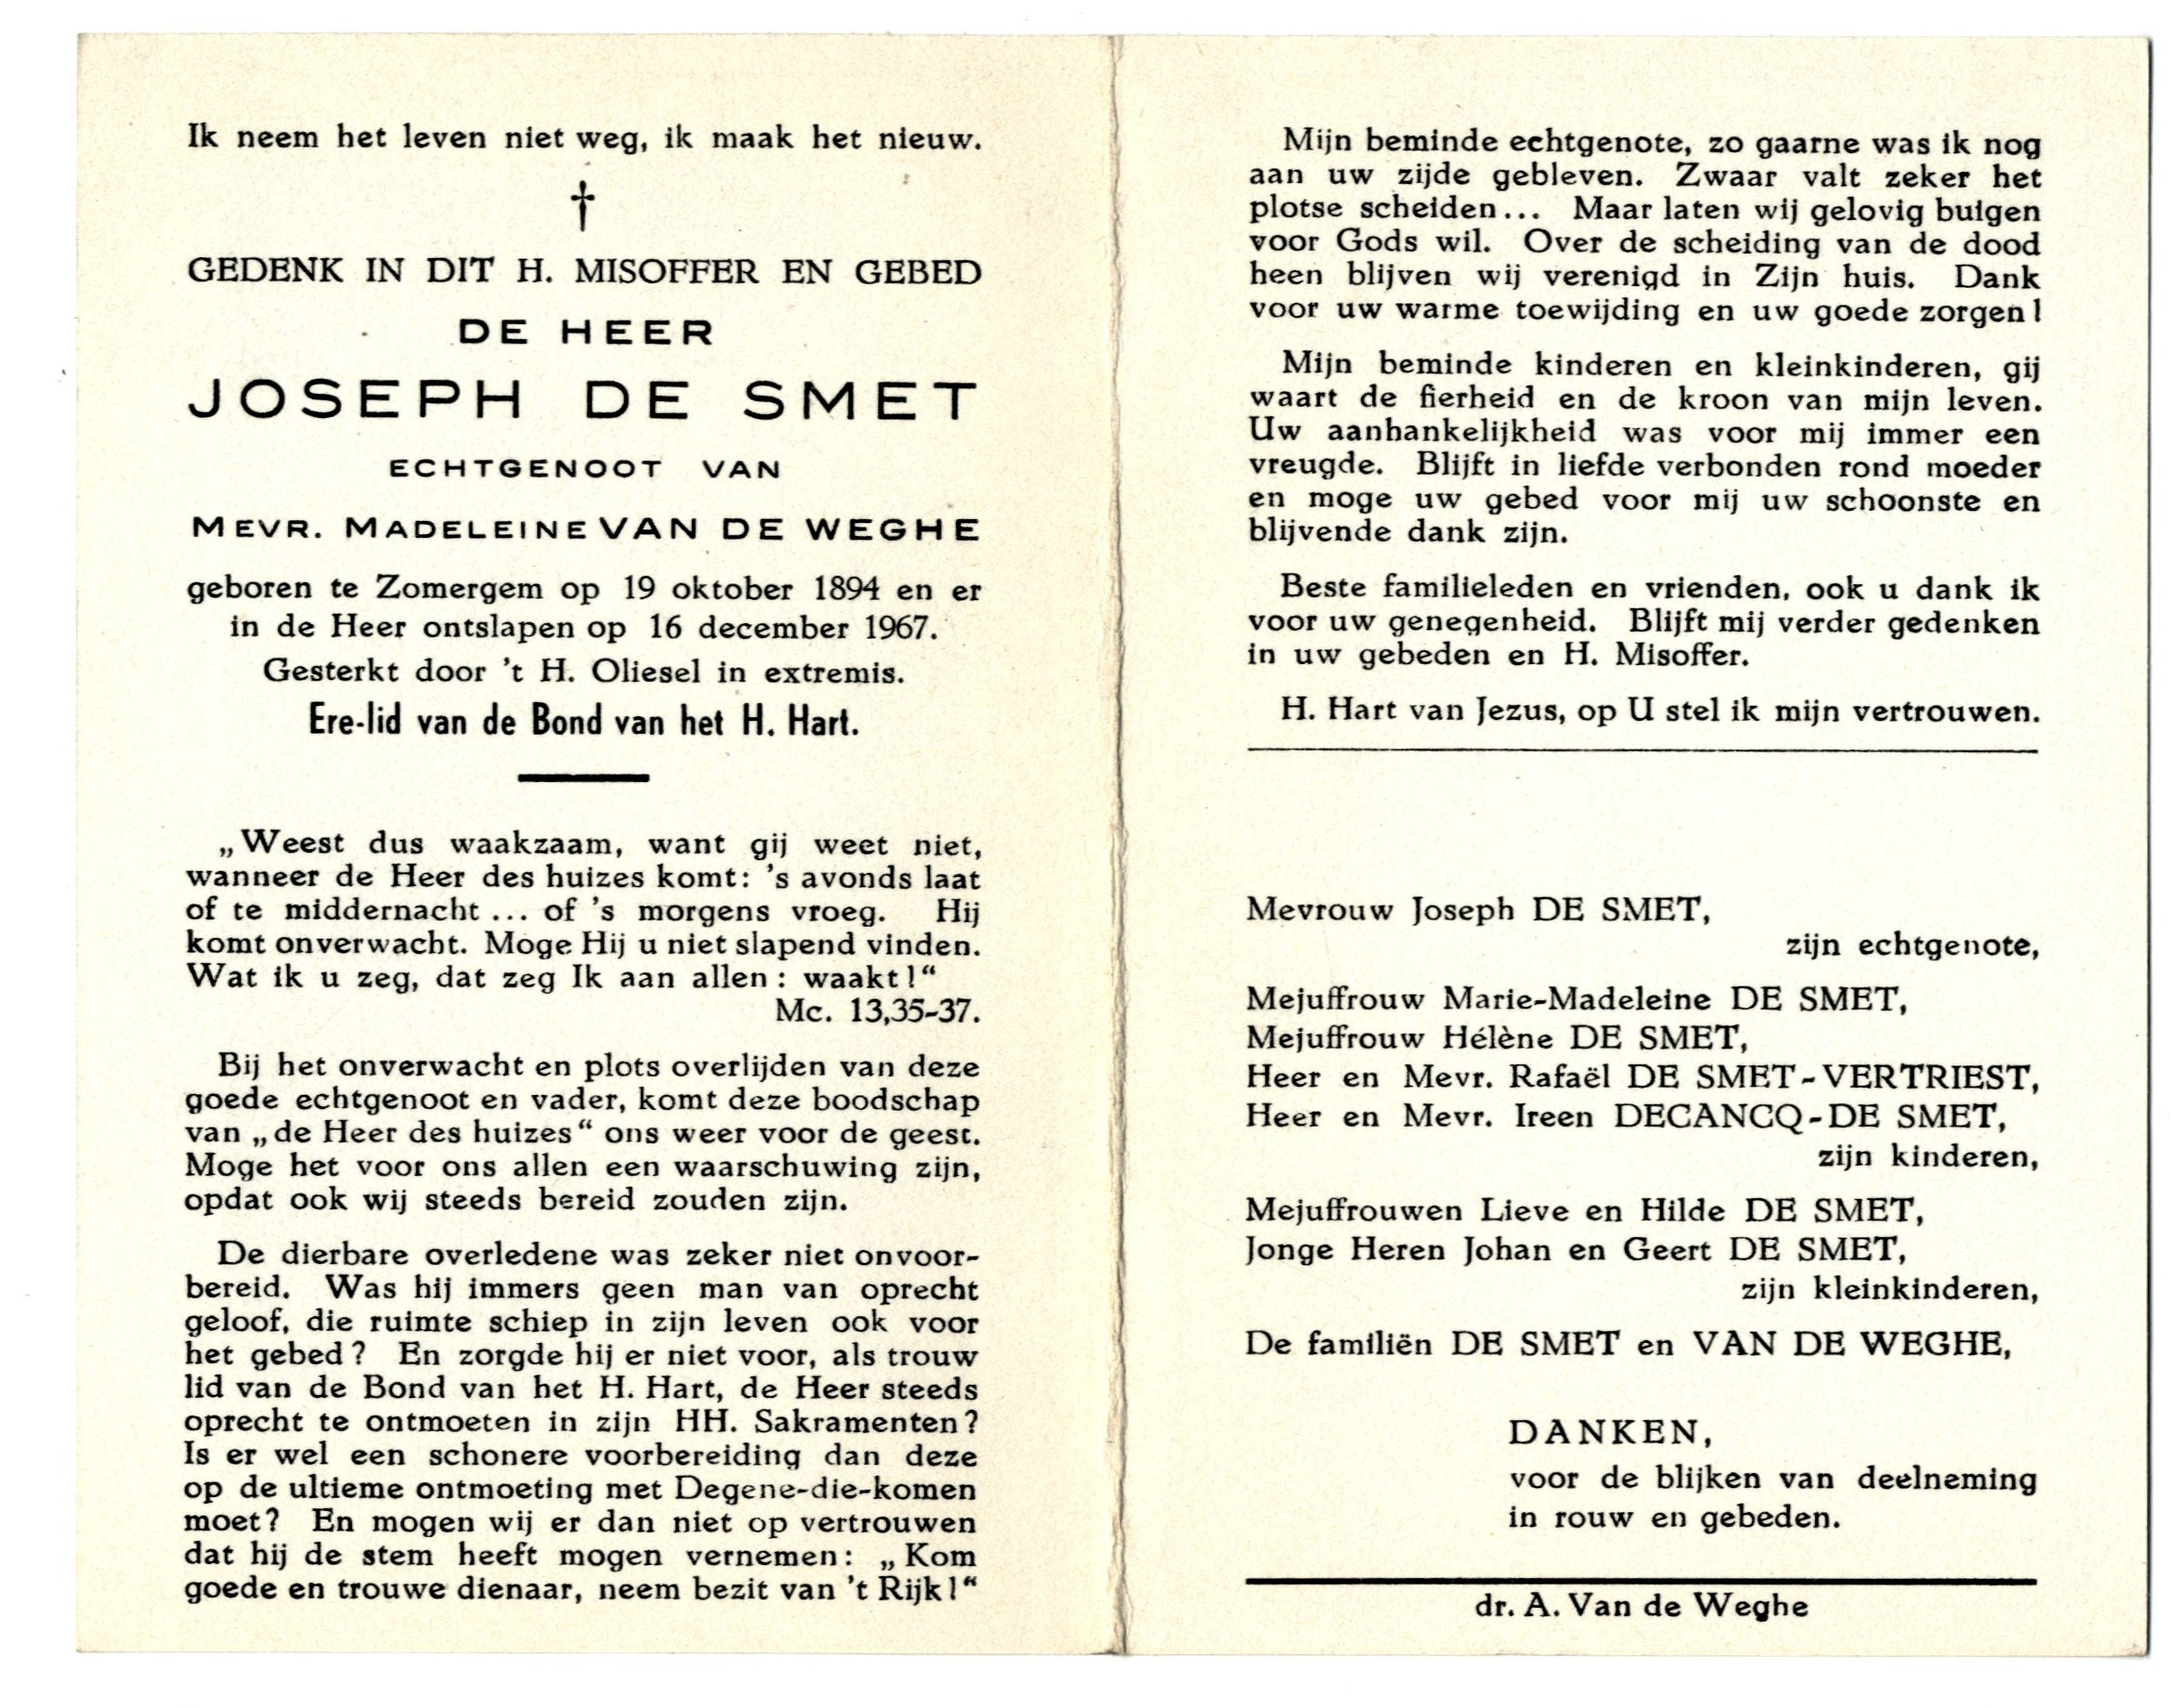 Ik neem het leven niet weg, ik maak het nieuw.
†
GEDENK IN DIT H. MISOFFER EN GEBED
DE HEER
JOSEPH DE SMET
ECHTGENOOT VAN
MEVR. MADELEINE VAN DE WEGHE
geboren te Zomergem op 19 oktober 1894 en er
in de Heer ontslapen op 16 december 1967.
Gesterkt door 't H. Oliesel in extremis.
Ere-lid van de Bond van het H. Hart.
„Weest dus waakzaam, want gij weet niet,
wanneer de Heer des huizes komt: 's avonds laat
of te middernacht ... of 's morgens vroeg. Hij
komt onverwacht. Moge Hij u niet slapend vinden.
Wat ik u zeg, dat zeg Ik aan allen : waakt !“
Mc. 13,35-37.
Bij het onverwacht en plots overlijden van deze
goede echtgenoot en vader, komt deze boodschap
van „de Heer des huizes“ ons weer voor de geest.
Moge het voor ons allen een waarschuwing zijn,
opdat ook wij steeds bereid zouden zijn.
De dierbare overledene was zeker niet onvoor-
bereid. Was hij immers geen man van oprecht
geloof, die ruimte schiep in zijn leven ook voor
het gebed ? En zorgde hij er niet voor, als trouw
lid van de Bond van het H. Hart, de Heer steeds
oprecht te ontmoeten in zijn HH. Sakramenten ?
Is er wel een schonere voorbereiding dan deze
op de ultieme ontmoeting met Degene-die-komen
moet ? En mogen wij er dan niet op vertrouwen
dat hij de stem heeft mogen vernemen : „Kom
goede en trouwe dienaar, neem bezit van 't Rijk !“
Mijn beminde echtgenote, zo gaarne was ik nog
aan uw zijde gebleven. Zwaar valt zeker het
plotse scheiden... Maar laten wij gelovig buigen
voor Gods wil. Over de scheiding van de dood
heen blijven wij verenigd in Zijn huis. Dank
voor uw warme toewijding en uw goede zorgen !
Mijn beminde kinderen en kleinkinderen, gij
waart de fierheid en de kroon van mijn leven.
Uw aanhankelijkheid was voor mij immer een
vreugde. Blijft in liefde verbonden rond moeder
en moge uw gebed voor mij uw schoonste en
blijvende dank zijn.
Beste familieleden en vrienden, ook u dank ik
voor uw genegenheid. Blijft mij verder gedenken
in uw gebeden en H. Misoffer.
H. Hart van Jezus, op U stel ik mijn vertrouwen.
Mevrouw Joseph DE SMET,
zijn echtgenote,
Mejuffrouw Marie-Madeleine DE SMET,
Mejuffrouw Hélène DE SMET,
Heer en Mevr. Rafaël DE SMET-VERTRIEST,
Heer en Mevr. Ireen DECANCQ-DE SMET,
zijn kinderen,
Mejuffrouwen Lieve en Hilde DE SMET,
Jonge Heren Johan en Geert DE SMET,
zijn kleinkinderen,
De familiën DE SMET en VAN DE WEGHE,
DANKEN,
voor de blijken van deelneming
in rouw en gebeden.
dr. A. Van de Weghe